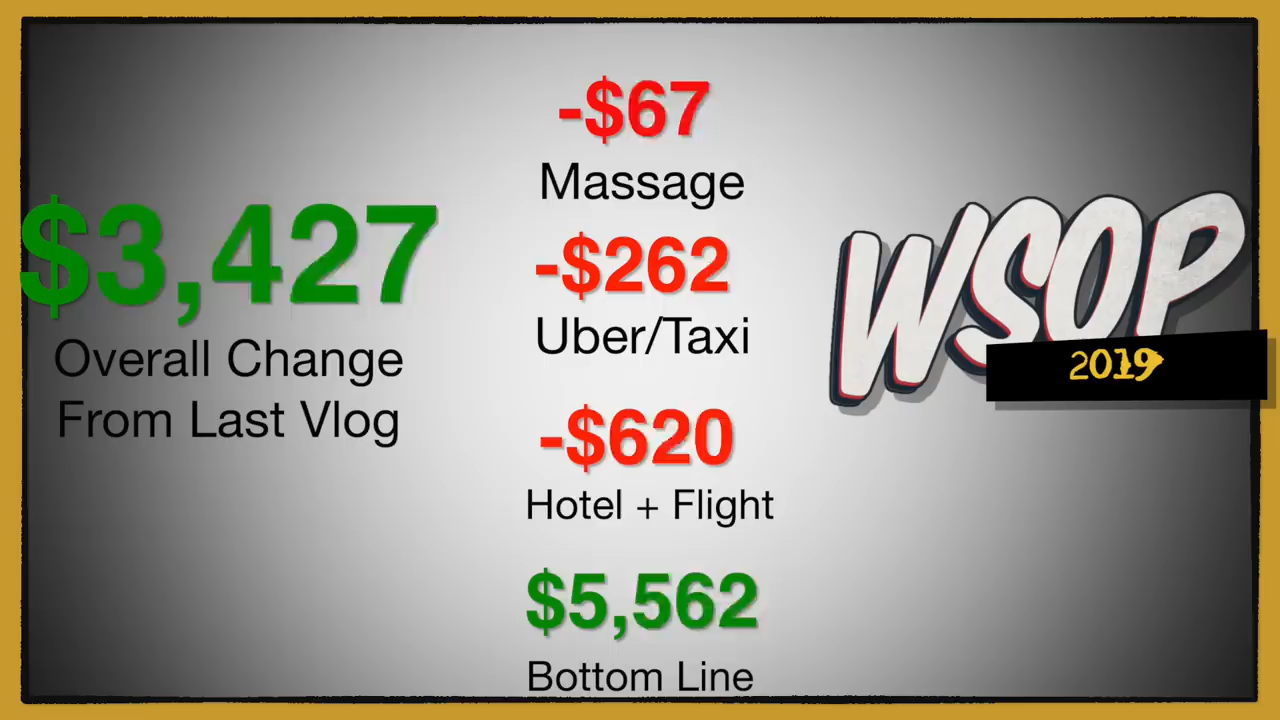 $3,427
Overall Change
From Last Vlog
-$67
Massage
-$262
Uber/Taxi
-$620
Hotel + Flight
$5,562
Bottom Line
WSOP
2019